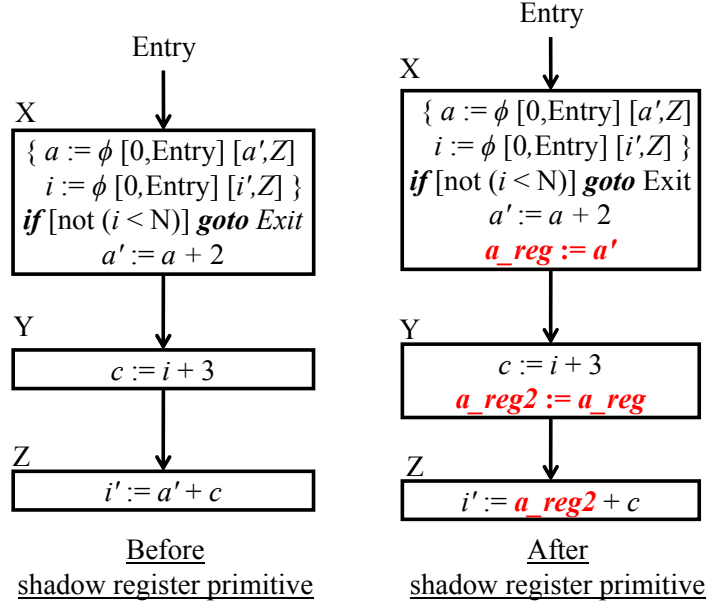 Entry
X
{ a := ϕ [0,Entry] [a′,Z]
i := ϕ [0,Entry] [i′,Z] }
if [not (i < N)] goto Exit
a′ := a + 2
Y
c := i + 3
Z
i′ := a′ + c
Before
shadow register primitive
Entry
X
{ a := ϕ [0,Entry] [a′,Z]
i := ϕ [0,Entry] [i′,Z] }
if [not (i < N)] goto Exit
a′ := a + 2
a_reg := a′
Y
c := i + 3
a_reg2 := a_reg
Z
i′ := a_reg2 + c
After
shadow register primitive